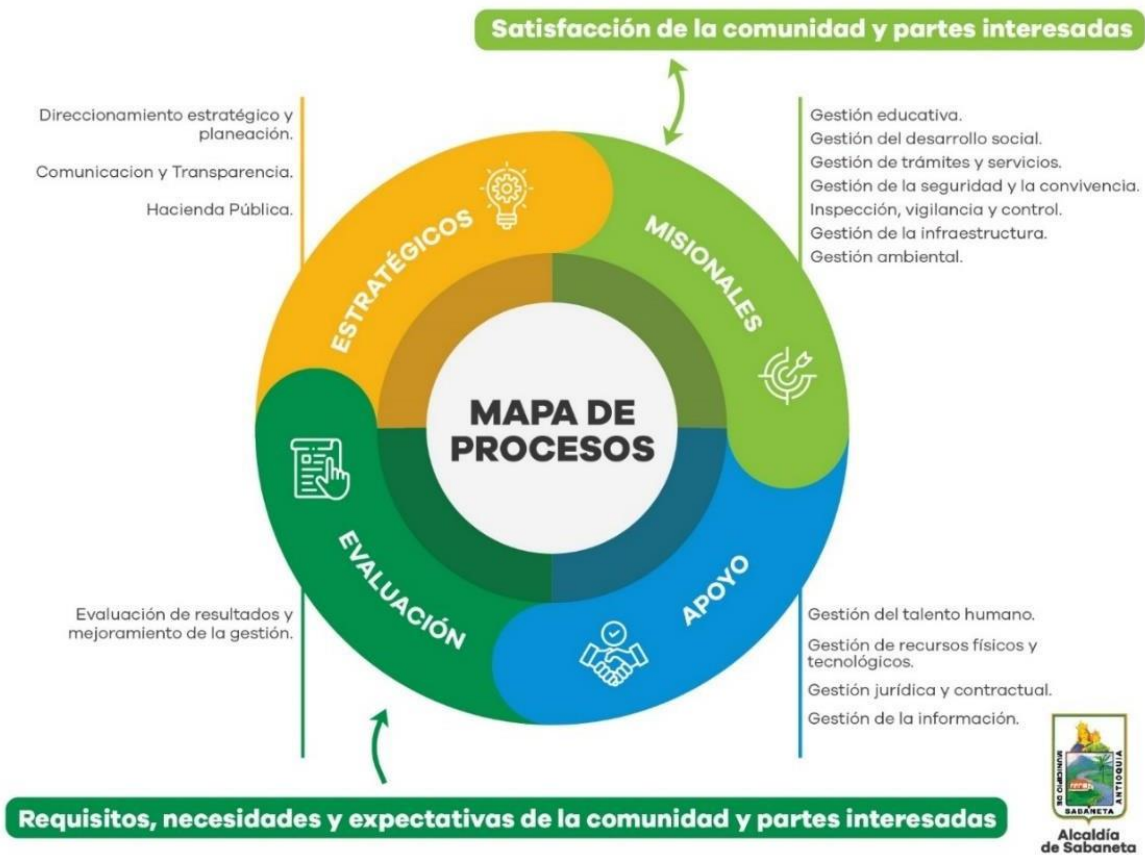 Satisfacción de la comunidad y partes interesadas
Direccionamiento estratégico y
planeación.
Comunicacion y Transparencia.
Hacienda Pública.
Gestión educativa.
Gestión del desarrollo social.
Gestión de trámites y servicios.
Gestión de la seguridad y la convivencia.
Inspección, vigilancia y control.
Gestión de la infraestructura.
Gestión ambiental.
ESTRATÉGICOS
MISIONALES
MAPA DE
PROCESOS
EVALUACIÓN
APOYO
Evaluación de resultados y
mejoramiento de la gestión.
Gestión del talento humano.
Gestión de recursos físicos y
tecnológicos.
Gestión jurídica y contractual.
Gestión de la información.
Requisitos, necesidades y expectativas de la comunidad y partes interesadas
MUNICIPIO DE
SABANETA
ANTIOQUIA
Alcaldía
de Sabaneta